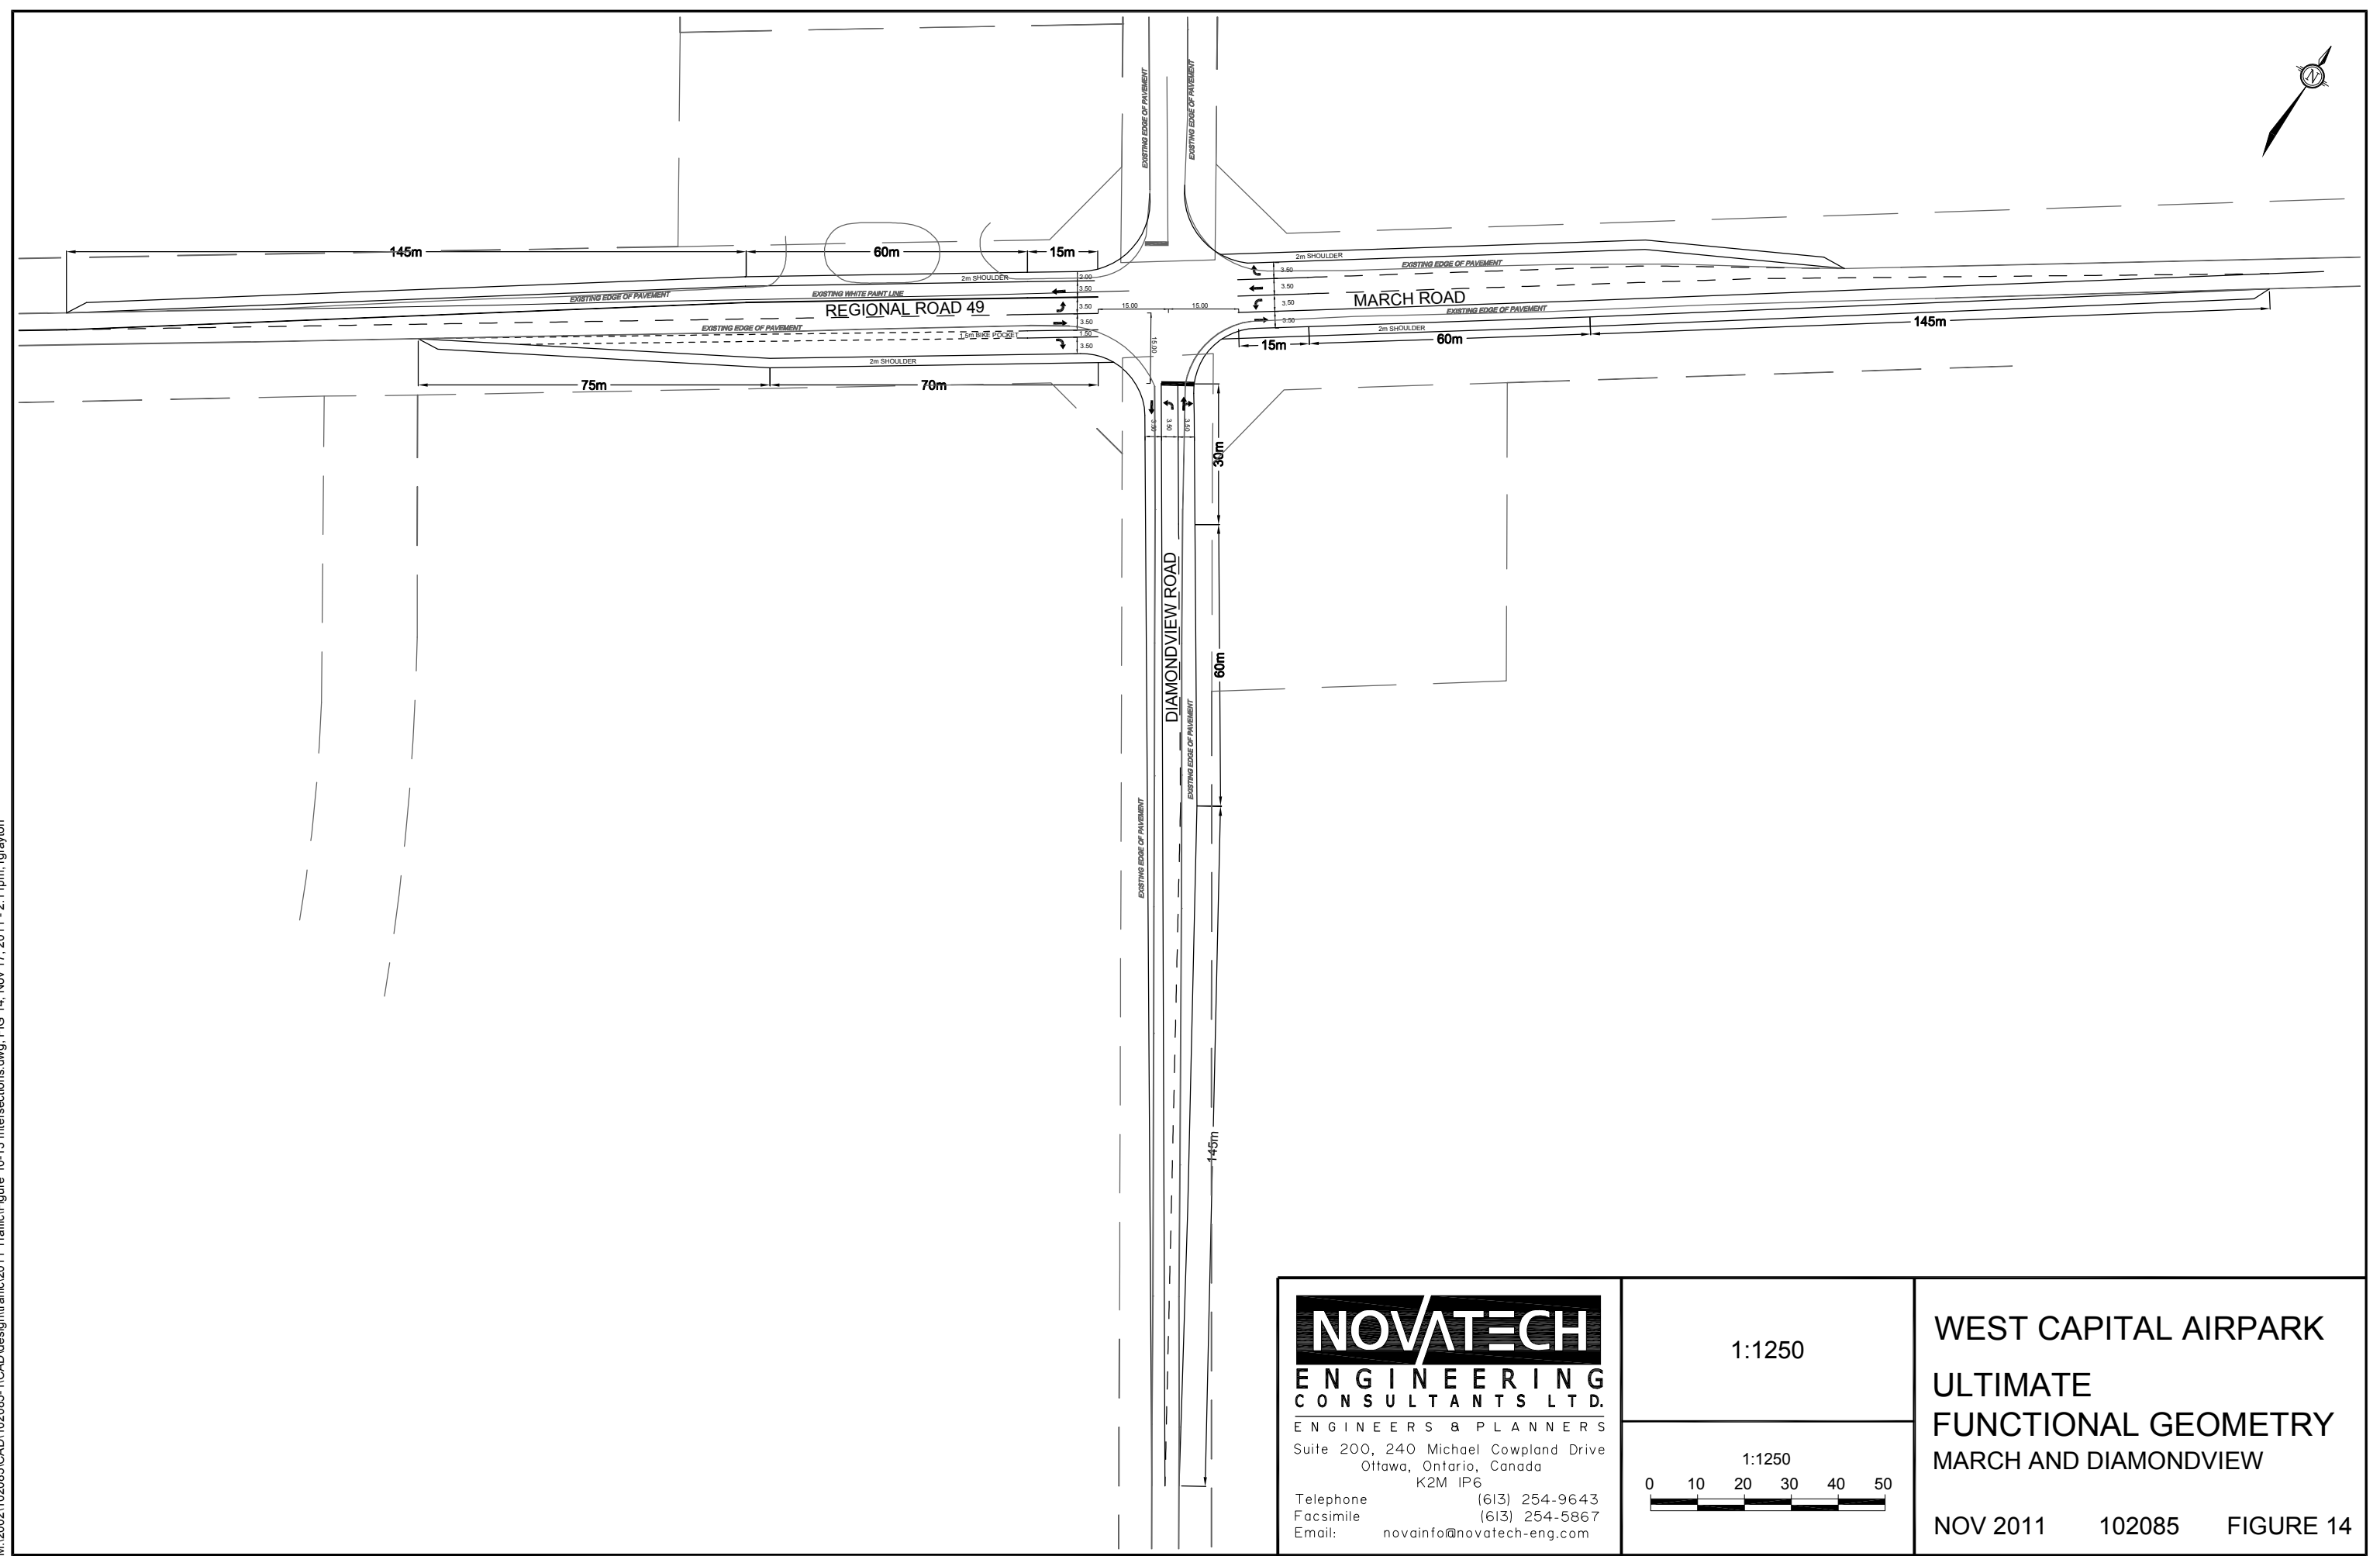 EXISTING EDGE OF PAVEMENT
EXISTING EDGE OF PAVEMENT
N
145m
60m
15m
2m SHOULDER
2m SHOULDER
EXISTING EDGE OF PAVEMENT
EXISTING EDGE OF PAVEMENT
EXISTING WHITE PAINT LINE
2.00
3.50
3.50
3.50
1.50
3.50
3.50
3.50
3.50
3.50
REGIONAL ROAD 49
MARCH ROAD
15.00
15.00
15.00
EXISTING EDGE OF PAVEMENT
EXISTING EDGE OF PAVEMENT
1.5m BIKE POCKET
2m SHOULDER
2m SHOULDER
15m
60m
145m
75m
70m
3.50
3.50
3.50
30m
DIAMONDVIEW ROAD
60m
EXISTING EDGE OF PAVEMENT
EXISTING EDGE OF PAVEMENT
145m
NOVATECH
ENGINEERING
CONSULTANTS LTD.
ENGINEERS & PLANNERS
Suite 200, 240 Michael Cowpland Drive
Ottawa, Ontario, Canada
K2M 1P6
Telephone (613) 254-9643
Facsimile (613) 254-5867
Email: novainfo@novatech-eng.com
1:1250
1:1250
0 10 20 30 40 50
WEST CAPITAL AIRPARK
ULTIMATE
FUNCTIONAL GEOMETRY
MARCH AND DIAMONDVIEW
NOV 2011 102085 FIGURE 14